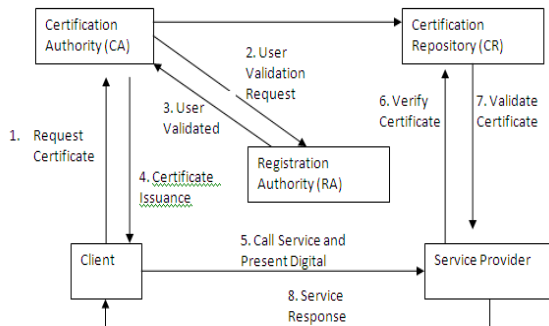 Certification
Authority (CA)
Certification
Repository (CR)
2. User
Validation
Request
3. User
Validated
6. Verify
Certificate
7. Validate
Certificate
1. Request
Certificate
Registration
Authority (RA)
4. Certificate
Issuance
5. Call Service and
Present Digital
Client
Service Provider
8. Service
Response